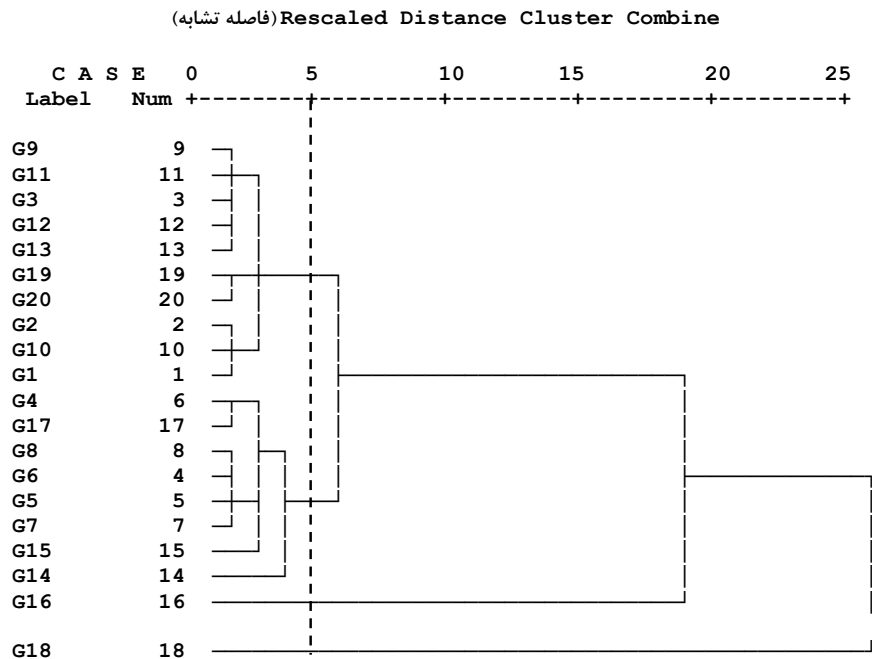 Rescaled Distance Cluster Combine(فاصله تشابه)
C A S E 0 5 10 15 20 25
Label Num +---------+---------+---------+---------+---------+
G9 9
G11 11
G3 3
G12 12
G13 13
G19 19
G20 20
G2 2
G10 10
G1 1
G4 6
G17 17
G8 8
G6 4
G5 5
G7 7
G15 15
G14 14
G16 16
G18 18